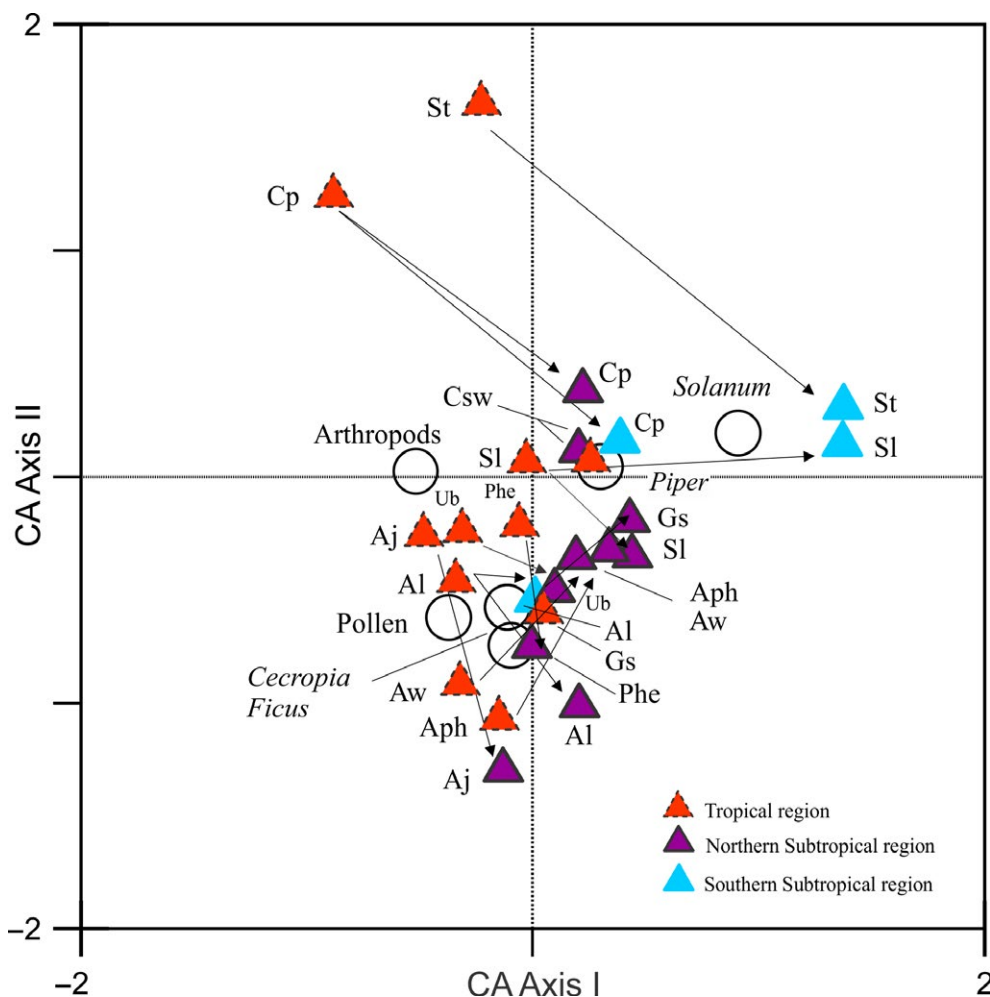 2
St
Cp
Cp
Solanum
Csw
St
Cp
Arthropods
Sl
Sl
Ub
Phe
Piper
Aj
Gs
Sl
Al
Ub
Aph
Aw
Pollen
Al
Gs
Cecropia
Ficus
Aw
Phe
Aph
Al
Aj
Tropical region
Northern Subtropical region
Southern Subtropical region
CA Axis II
–2
–2
CA Axis I
2